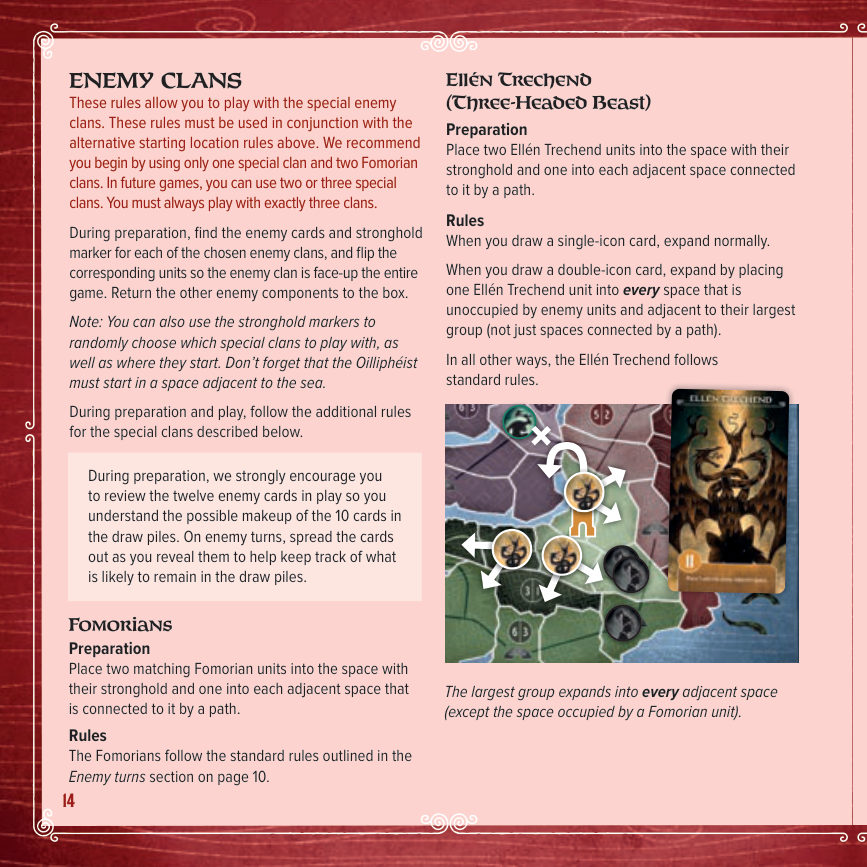 ENEMY CLANS
These rules allow you to play with the special enemy
clans. These rules must be used in conjunction with the
alternative starting location rules above. We recommend
you begin by using only one special clan and two Fomorian
clans. In future games, you can use two or three special
clans. You must always play with exactly three clans.
During preparation, find the enemy cards and stronghold
marker for each of the chosen enemy clans, and flip the
corresponding units so the enemy clan is face-up the entire
game. Return the other enemy components to the box.
Note: You can also use the stronghold markers to
randomly choose which special clans to play with, as
well as where they start. Don't forget that the Oilliphéist
must start in a space adjacent to the sea.
During preparation and play, follow the additional rules
for the special clans described below.
During preparation, we strongly encourage you
to review the twelve enemy cards in play so you
understand the possible makeup of the 10 cards in
the draw piles. On enemy turns, spread the cards
out as you reveal them to help keep track of what
is likely to remain in the draw piles.
Fomorians
Preparation
Place two matching Fomorian units into the space with
their stronghold and one into each adjacent space that
is connected to it by a path.
Rules
The Fomorians follow the standard rules outlined in the
Enemy turns section on page 10.
14
Ellén Trechend
(Three-Headed Beast)
Preparation
Place two Ellén Trechend units into the space with their
stronghold and one into each adjacent space connected
to it by a path.
Rules
When you draw a single-icon card, expand normally.
When you draw a double-icon card, expand by placing
one Ellén Trechend unit into every space that is
unoccupied by enemy units and adjacent to their largest
group (not just spaces connected by a path).
In all other ways, the Ellén Trechend follows
standard rules.
ELLÉN TRECHEND
6 3
5 2
3
6 3
The largest group expands into every adjacent space
(except the space occupied by a Fomorian unit).